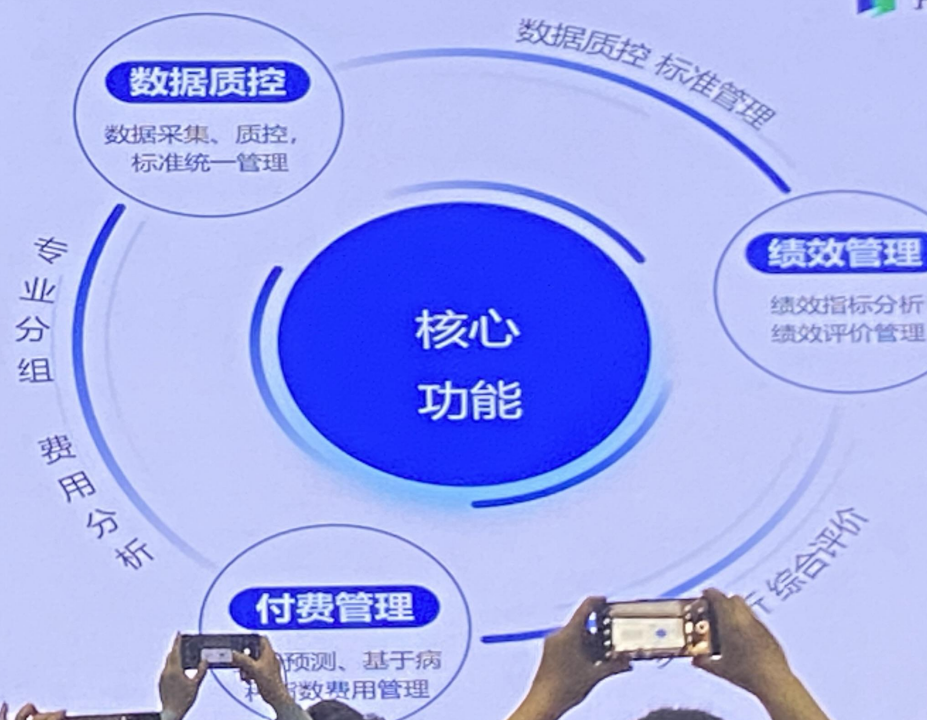 数据质控
数据采集、质控，
标准统一管理
数据质控 标准管理
绩效管理
绩效指标分析
绩效评价管理
核心
功能
专业分组 费用分析
综合评价
付费管理
预测、基于病
数费用管理